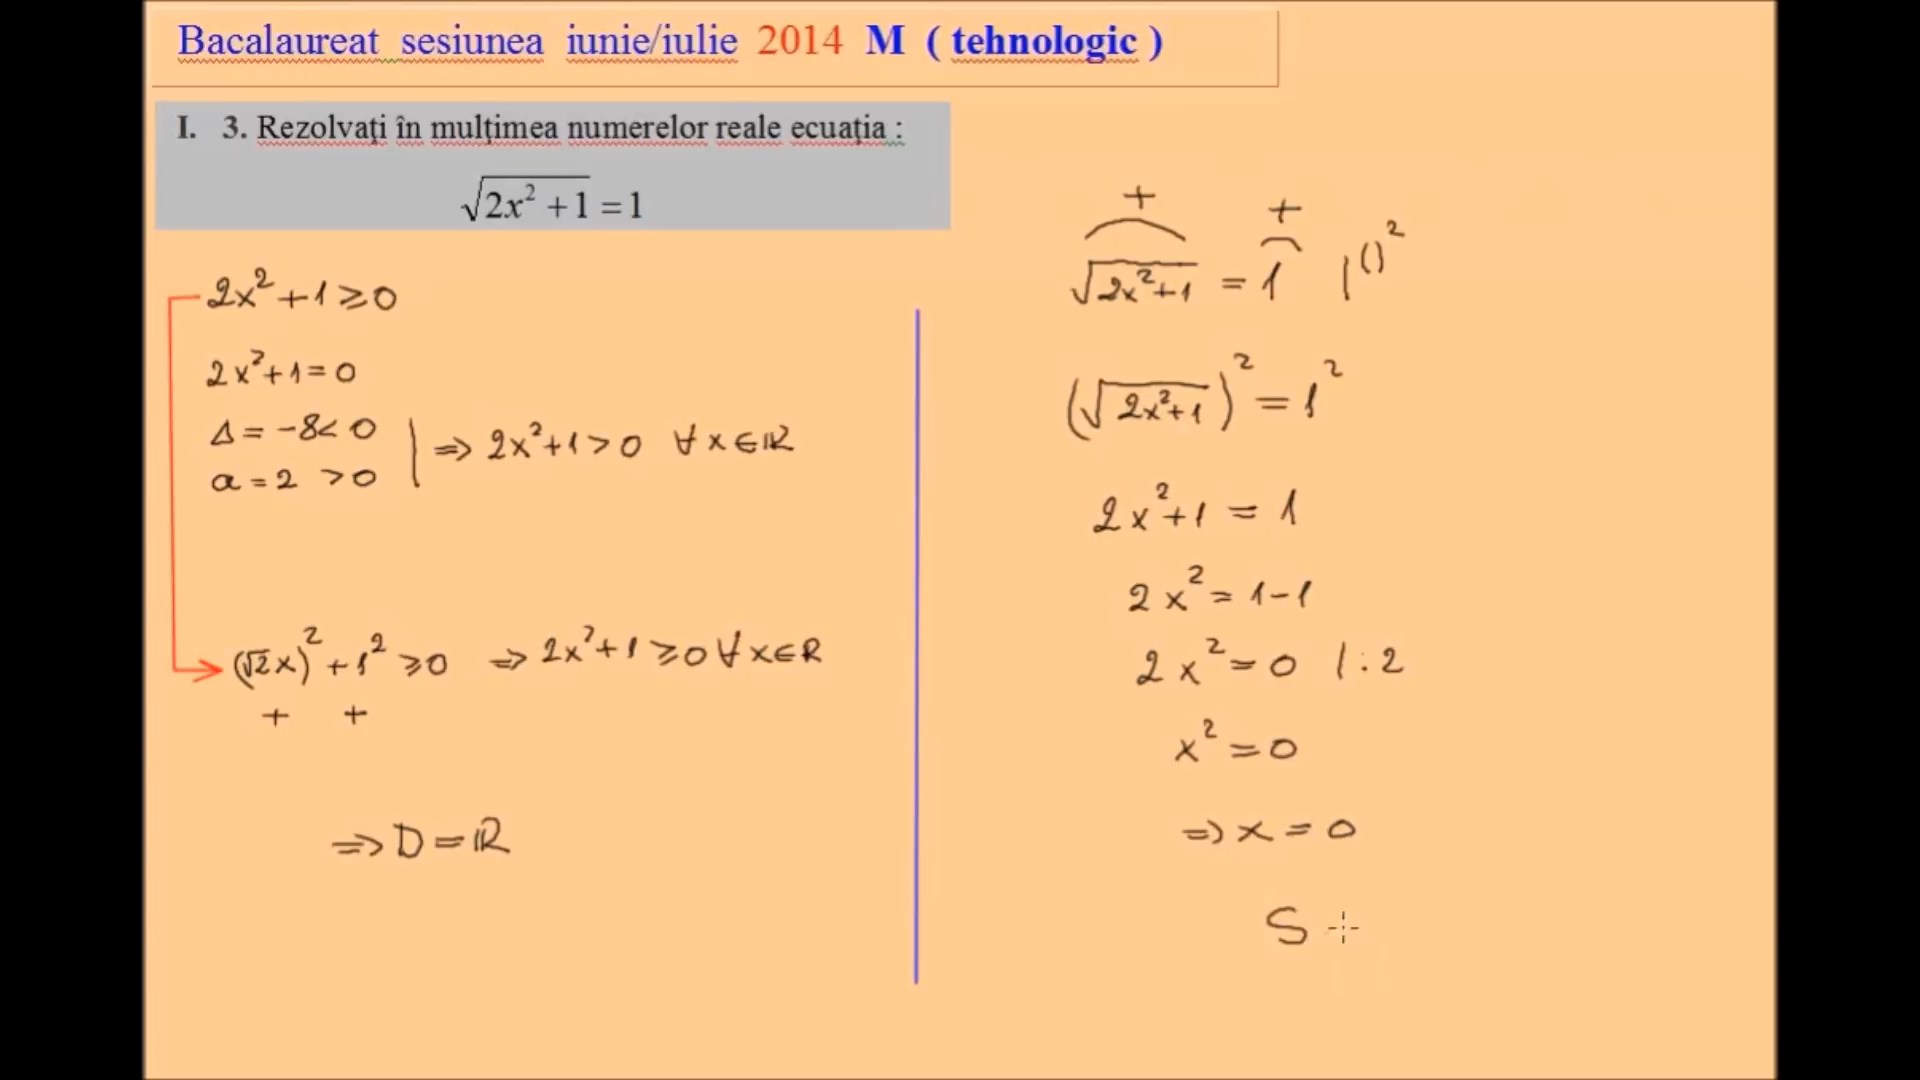 Bacalaureat sesiunea iunie/iulie 2014 M ( tehnologic )
I. 3. Rezolvați în mulțimea numerelor reale ecuația :
√(2x² + 1) = 1
2x² + 1 ⩾ 0
2x² + 1 = 0
Δ = -8 < 0
a = 2 > 0
⇒ 2x² + 1 > 0 ∀ x ∈ ℝ
(√2x)² + 1² ⩾ 0 ⇒ 2x² + 1 ⩾ 0 ∀ x ∈ R
+ +
⇒ D = ℝ
+ +
√(2x² + 1) = 1 | ()²
(√(2x² + 1))² = 1²
2x² + 1 = 1
2x² = 1 - 1
2x² = 0 | : 2
x² = 0
⇒ x = 0
S